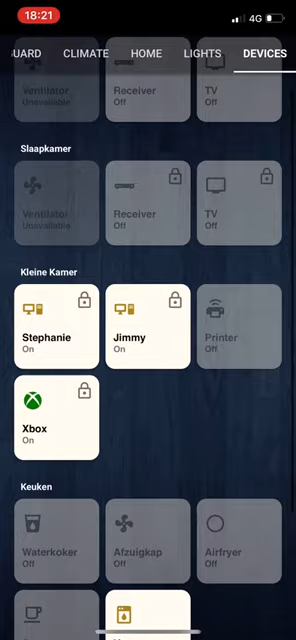 18:21
4G
UARD CLIMATE HOME LIGHTS DEVICES
Ventilator Receiver TV
Unavailable Off Off
Slaapkamer
Ventilator Receiver TV
Unavailable Off Off
Kleine Kamer
Stephanie Jimmy Printer
On On Off
Xbox
On
Keuken
Waterkoker Afzuigkap Airfryer
Off Off Off